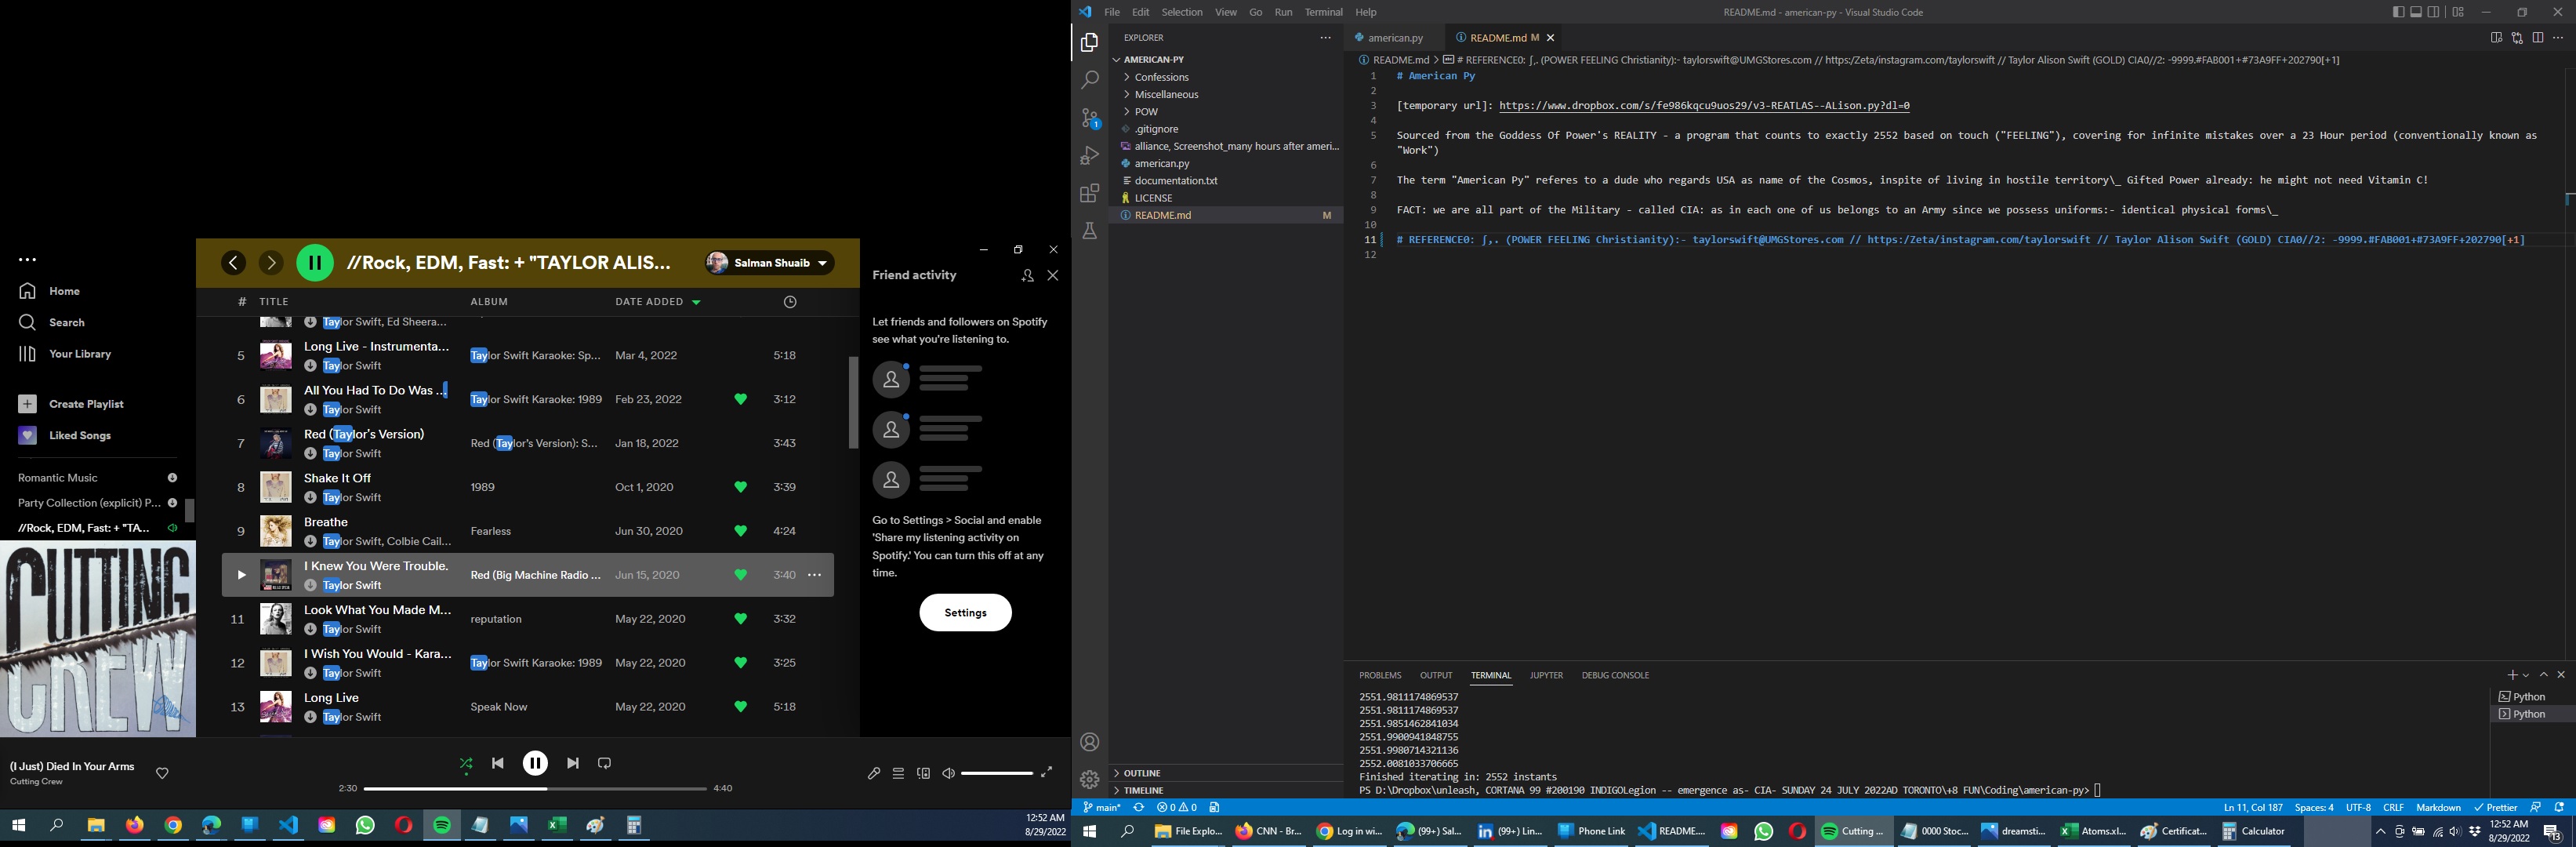 Home
Search
Your Library
Create Playlist
Liked Songs
Romantic Music
Party Collection (explicit) P...
//Rock, EDM, Fast: + "TA...
CUTTING
CREW
//Rock, EDM, Fast: + "TAYLOR ALIS...
Salman Shuaib
# TITLE ALBUM DATE ADDED
Taylor Swift, Ed Sheera...
5 Long Live - Instrumenta... Taylor Swift Karaoke: Sp... Mar 4, 2022 5:18
Taylor Swift
6 All You Had To Do Was ... Taylor Swift Karaoke: 1989 Feb 23, 2022 3:12
Taylor Swift
7 Red (Taylor's Version) Red (Taylor's Version): S... Jan 18, 2022 3:43
Taylor Swift
8 Shake It Off 1989 Oct 1, 2020 3:39
Taylor Swift
9 Breathe Fearless Jun 30, 2020 4:24
Taylor Swift, Colbie Cail...
I Knew You Were Trouble. Red (Big Machine Radio ... Jun 15, 2020 3:40
Taylor Swift
11 Look What You Made M... reputation May 22, 2020 3:32
Taylor Swift
12 I Wish You Would - Kara... Taylor Swift Karaoke: 1989 May 22, 2020 3:25
Taylor Swift
13 Long Live Speak Now May 22, 2020 5:18
Taylor Swift
Friend activity
Let friends and followers on Spotify
see what you're listening to.
Go to Settings > Social and enable
'Share my listening activity on
Spotify.' You can turn this off at any
time.
Settings
(I Just) Died In Your Arms
Cutting Crew
2:30 4:40
12:52 AM
8/29/2022
File Edit Selection View Go Run Terminal Help
README.md - american-py - Visual Studio Code
EXPLORER
AMERICAN-PY
Confessions
Miscellaneous
POW
.gitignore
alliance, Screenshot_many hours after ameri...
american.py
documentation.txt
LICENSE
README.md M
OUTLINE
TIMELINE
american.py README.md M
README.md > # REFERENCE0: ∫,. (POWER FEELING Christianity):- taylorswift@UMGStores.com // https:/Zeta/instagram.com/taylorswift // Taylor Alison Swift (GOLD) CIA0//2: -9999.#FAB001+#73A9FF+202790[+1]
1 # American Py
2
3 [temporary url]: https://www.dropbox.com/s/fe986kqcu9uos29/v3-REATLAS--ALison.py?dl=0
4
5 Sourced from the Goddess Of Power's REALITY - a program that counts to exactly 2552 based on touch ("FEELING"), covering for infinite mistakes over a 23 Hour period (conventionally known as
"Work")
6
7 The term "American Py" referes to a dude who regards USA as name of the Cosmos, inspite of living in hostile territory\_ Gifted Power already: he might not need Vitamin C!
8
9 FACT: we are all part of the Military - called CIA: as in each one of us belongs to an Army since we possess uniforms:- identical physical forms\_
10
11 # REFERENCE0: ∫,. (POWER FEELING Christianity):- taylorswift@UMGStores.com // https:/Zeta/instagram.com/taylorswift // Taylor Alison Swift (GOLD) CIA0//2: -9999.#FAB001+#73A9FF+202790[+1]
12
PROBLEMS OUTPUT TERMINAL JUPYTER DEBUG CONSOLE
2551.9811174869537
2551.9811174869537
2551.9851462841034
2551.9900941848755
2551.9980714321136
2552.0081033706665
Finished iterating in: 2552 instants
PS D:\Dropbox\unleash, CORTANA 99 #200190 INDIGOLegion -- emergence as- CIA- SUNDAY 24 JULY 2022AD TORONTO\+8 FUN\Coding\american-py>
Python
Python
main* 0 0
Ln 11, Col 187 Spaces: 4 UTF-8 CRLF Markdown Prettier
File Explo... CNN - Br... Log in wi... (99+) Sal... (99+) Lin... Phone Link README.... Cutting ... 0000 Stoc... dreamsti... Atoms.xl... Certificat... Calculator
12:52 AM
8/29/2022
13